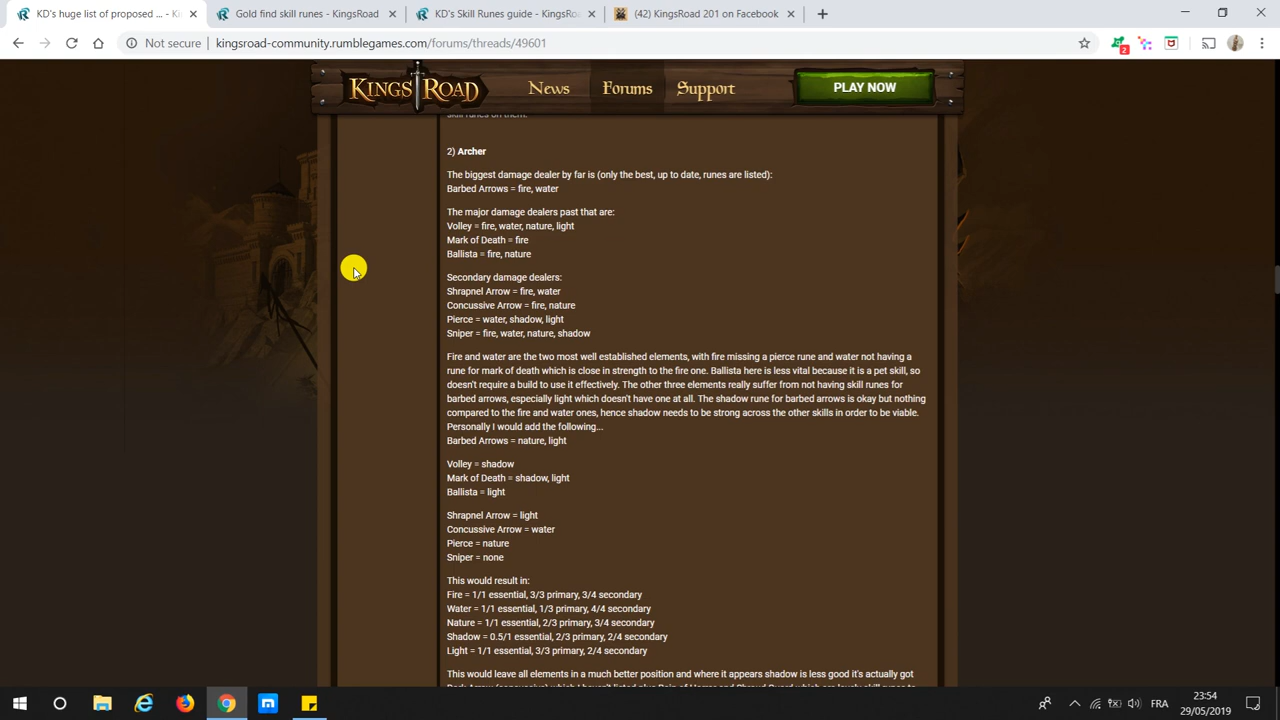 KD's huge list of proposed ... - Kin
Gold find skill runes - KingsRoad
KD's Skill Runes guide - KingsRo
(42) KingsRoad 201 on Facebook
Not secure
kingsroad-community.rumblegames.com/forums/threads/49601
2
KINGSROAD
News
Forums
Support
PLAY NOW
skill runes on them.
2) Archer
The biggest damage dealer by far is (only the best, up to date, runes are listed):
Barbed Arrows = fire, water
The major damage dealers past that are:
Volley = fire, water, nature, light
Mark of Death = fire
Ballista = fire, nature
Secondary damage dealers:
Shrapnel Arrow = fire, water
Concussive Arrow = fire, nature
Pierce = water, shadow, light
Sniper = fire, water, nature, shadow
Fire and water are the two most well established elements, with fire missing a pierce rune and water not having a
rune for mark of death which is close in strength to the fire one. Ballista here is less vital because it is a pet skill, so
doesn't require a build to use it effectively. The other three elements really suffer from not having skill runes for
barbed arrows, especially light which doesn't have one at all. The shadow rune for barbed arrows is okay but nothing
compared to the fire and water ones, hence shadow needs to be strong across the other skills in order to be viable.
Personally I would add the following...
Barbed Arrows = nature, light
Volley = shadow
Mark of Death = shadow, light
Ballista = light
Shrapnel Arrow = light
Concussive Arrow = water
Pierce = nature
Sniper = none
This would result in:
Fire = 1/1 essential, 3/3 primary, 3/4 secondary
Water = 1/1 essential, 1/3 primary, 4/4 secondary
Nature = 1/1 essential, 2/3 primary, 3/4 secondary
Shadow = 0.5/1 essential, 2/3 primary, 2/4 secondary
Light = 1/1 essential, 3/3 primary, 2/4 secondary
This would leave all elements in a much better position and where it appears shadow is less good it's actually got
FRA
23:54
29/05/2019